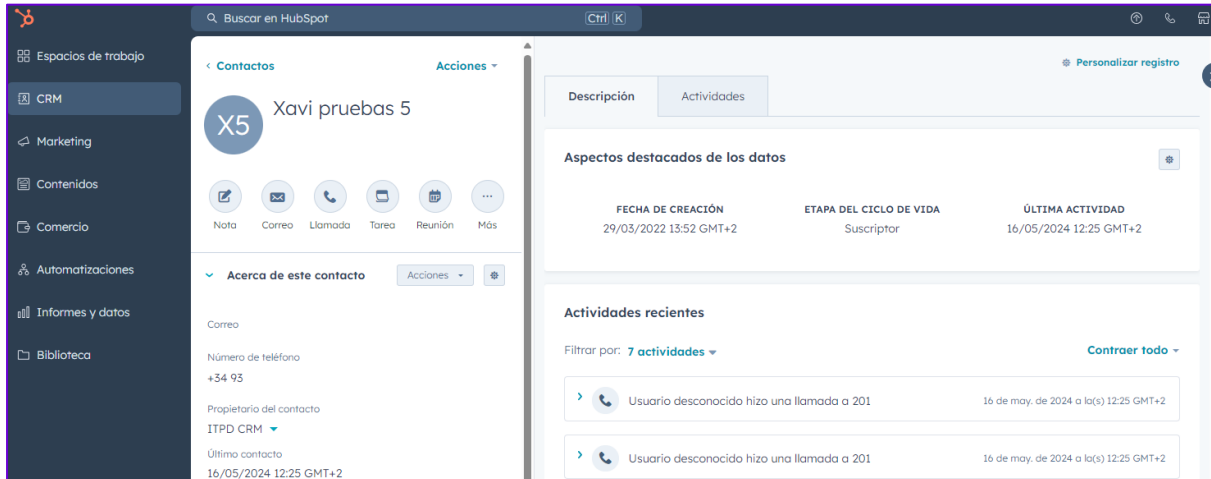 Buscar en HubSpot Ctrl K
Espacios de trabajo
CRM
Marketing
Contenidos
Comercio
Automatizaciones
Informes y datos
Biblioteca
Contactos Acciones
X5 Xavi pruebas 5
Nota Correo Llamada Tarea Reunión Más
Acerca de este contacto Acciones
Correo
Número de teléfono
+34 93
Propietario del contacto
ITPD CRM
Último contacto
16/05/2024 12:25 GMT+2
Personalizar registro
Descripción Actividades
Aspectos destacados de los datos
FECHA DE CREACIÓN ETAPA DEL CICLO DE VIDA ÚLTIMA ACTIVIDAD
29/03/2022 13:52 GMT+2 Suscriptor 16/05/2024 12:25 GMT+2
Actividades recientes
Filtrar por: 7 actividades Contraer todo
Usuario desconocido hizo una llamada a 201 16 de may. de 2024 a la(s) 12:25 GMT+2
Usuario desconocido hizo una llamada a 201 16 de may. de 2024 a la(s) 12:25 GMT+2